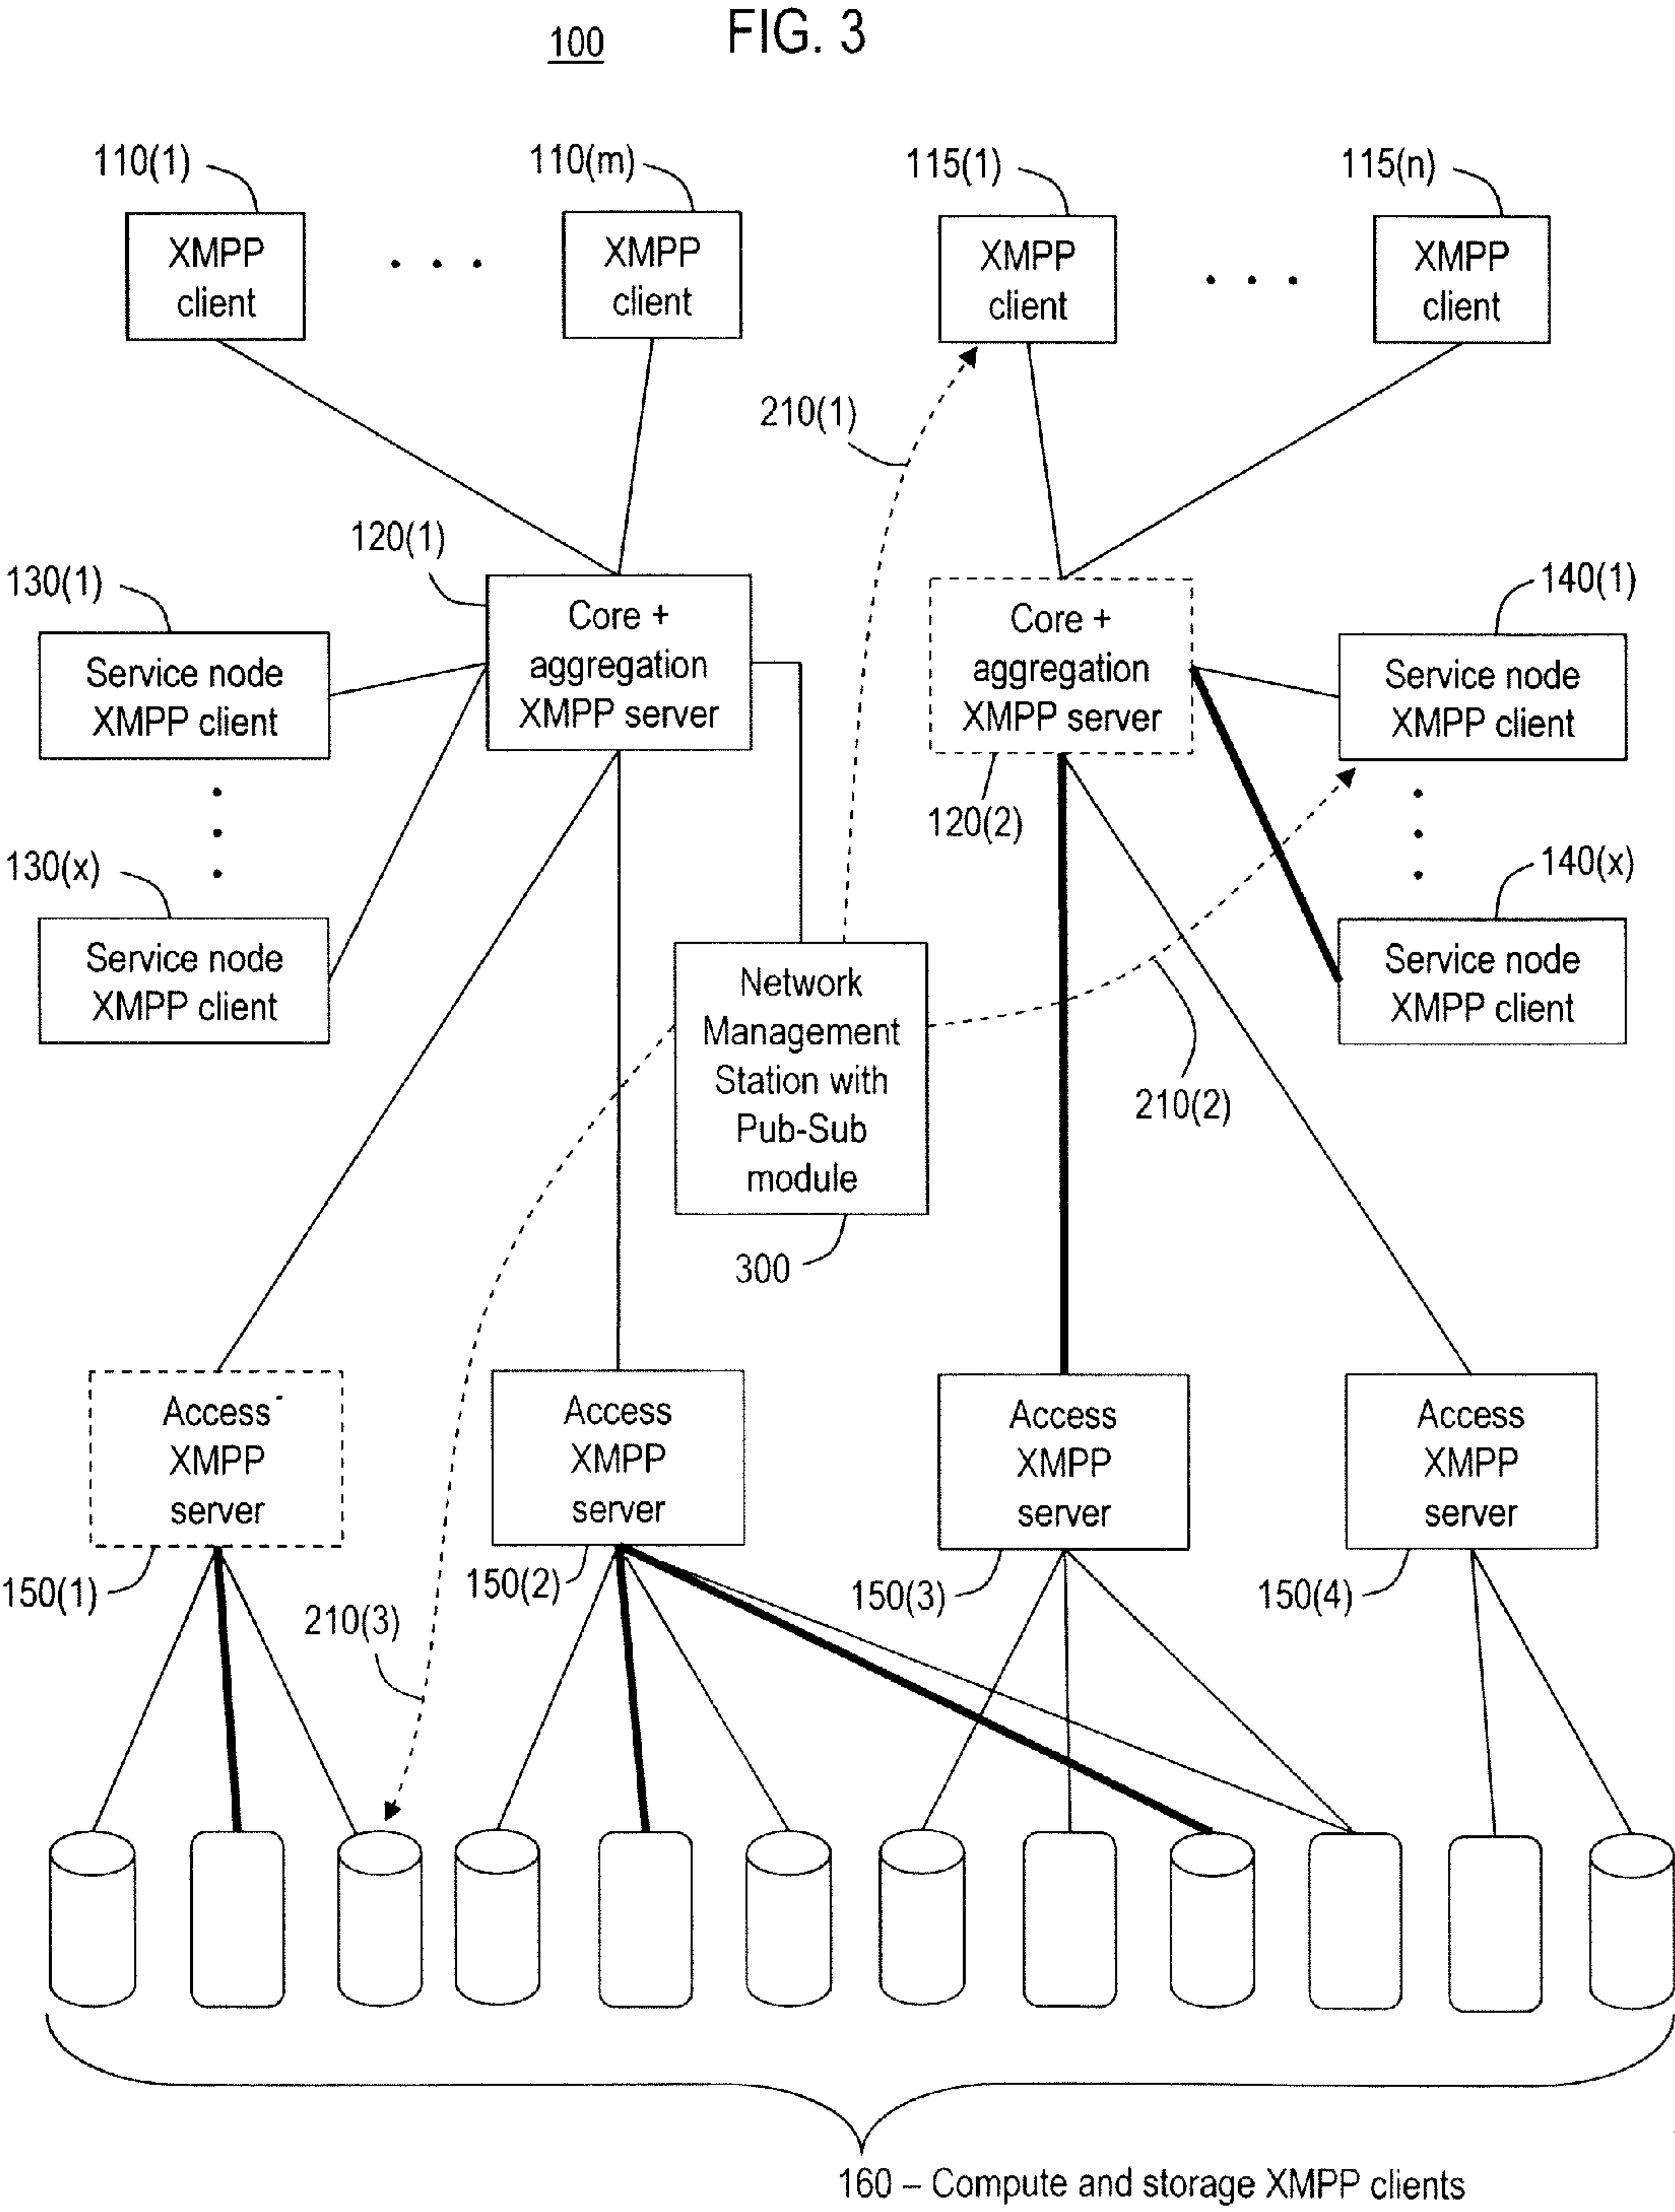 FIG. 3
100
110(1)
110(m)
115(1)
115(n)
XMPP
client
XMPP
client
XMPP
client
XMPP
client
210(1)
120(1)
130(1)
140(1)
Core +
aggregation
XMPP server
Core +
aggregation
XMPP server
Service node
XMPP client
Service node
XMPP client
120(2)
130(x)
140(x)
Service node
XMPP client
Network
Management
Station with
Pub-Sub
module
Service node
XMPP client
210(2)
300
Access
XMPP
server
Access
XMPP
server
Access
XMPP
server
Access
XMPP
server
150(1)
150(2)
150(3)
150(4)
210(3)
160 – Compute and storage XMPP clients